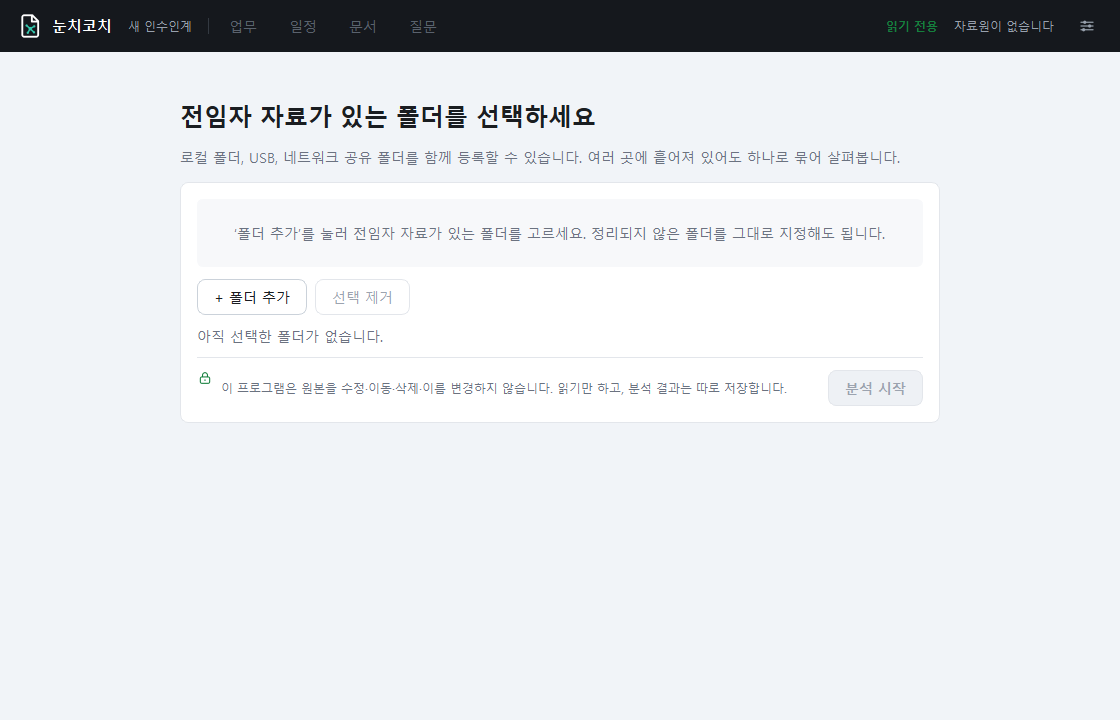 눈치코치 새 인수인계 업무 일정 문서 질문 읽기 전용 자료원이 없습니다
전임자 자료가 있는 폴더를 선택하세요
로컬 폴더, USB, 네트워크 공유 폴더를 함께 등록할 수 있습니다. 여러 곳에 흩어져 있어도 하나로 묶어 살펴봅니다.
'폴더 추가'를 눌러 전임자 자료가 있는 폴더를 고르세요. 정리되지 않은 폴더를 그대로 지정해도 됩니다.
+ 폴더 추가 선택 제거
아직 선택한 폴더가 없습니다.
이 프로그램은 원본을 수정·이동·삭제·이름 변경하지 않습니다. 읽기만 하고, 분석 결과는 따로 저장합니다.
분석 시작